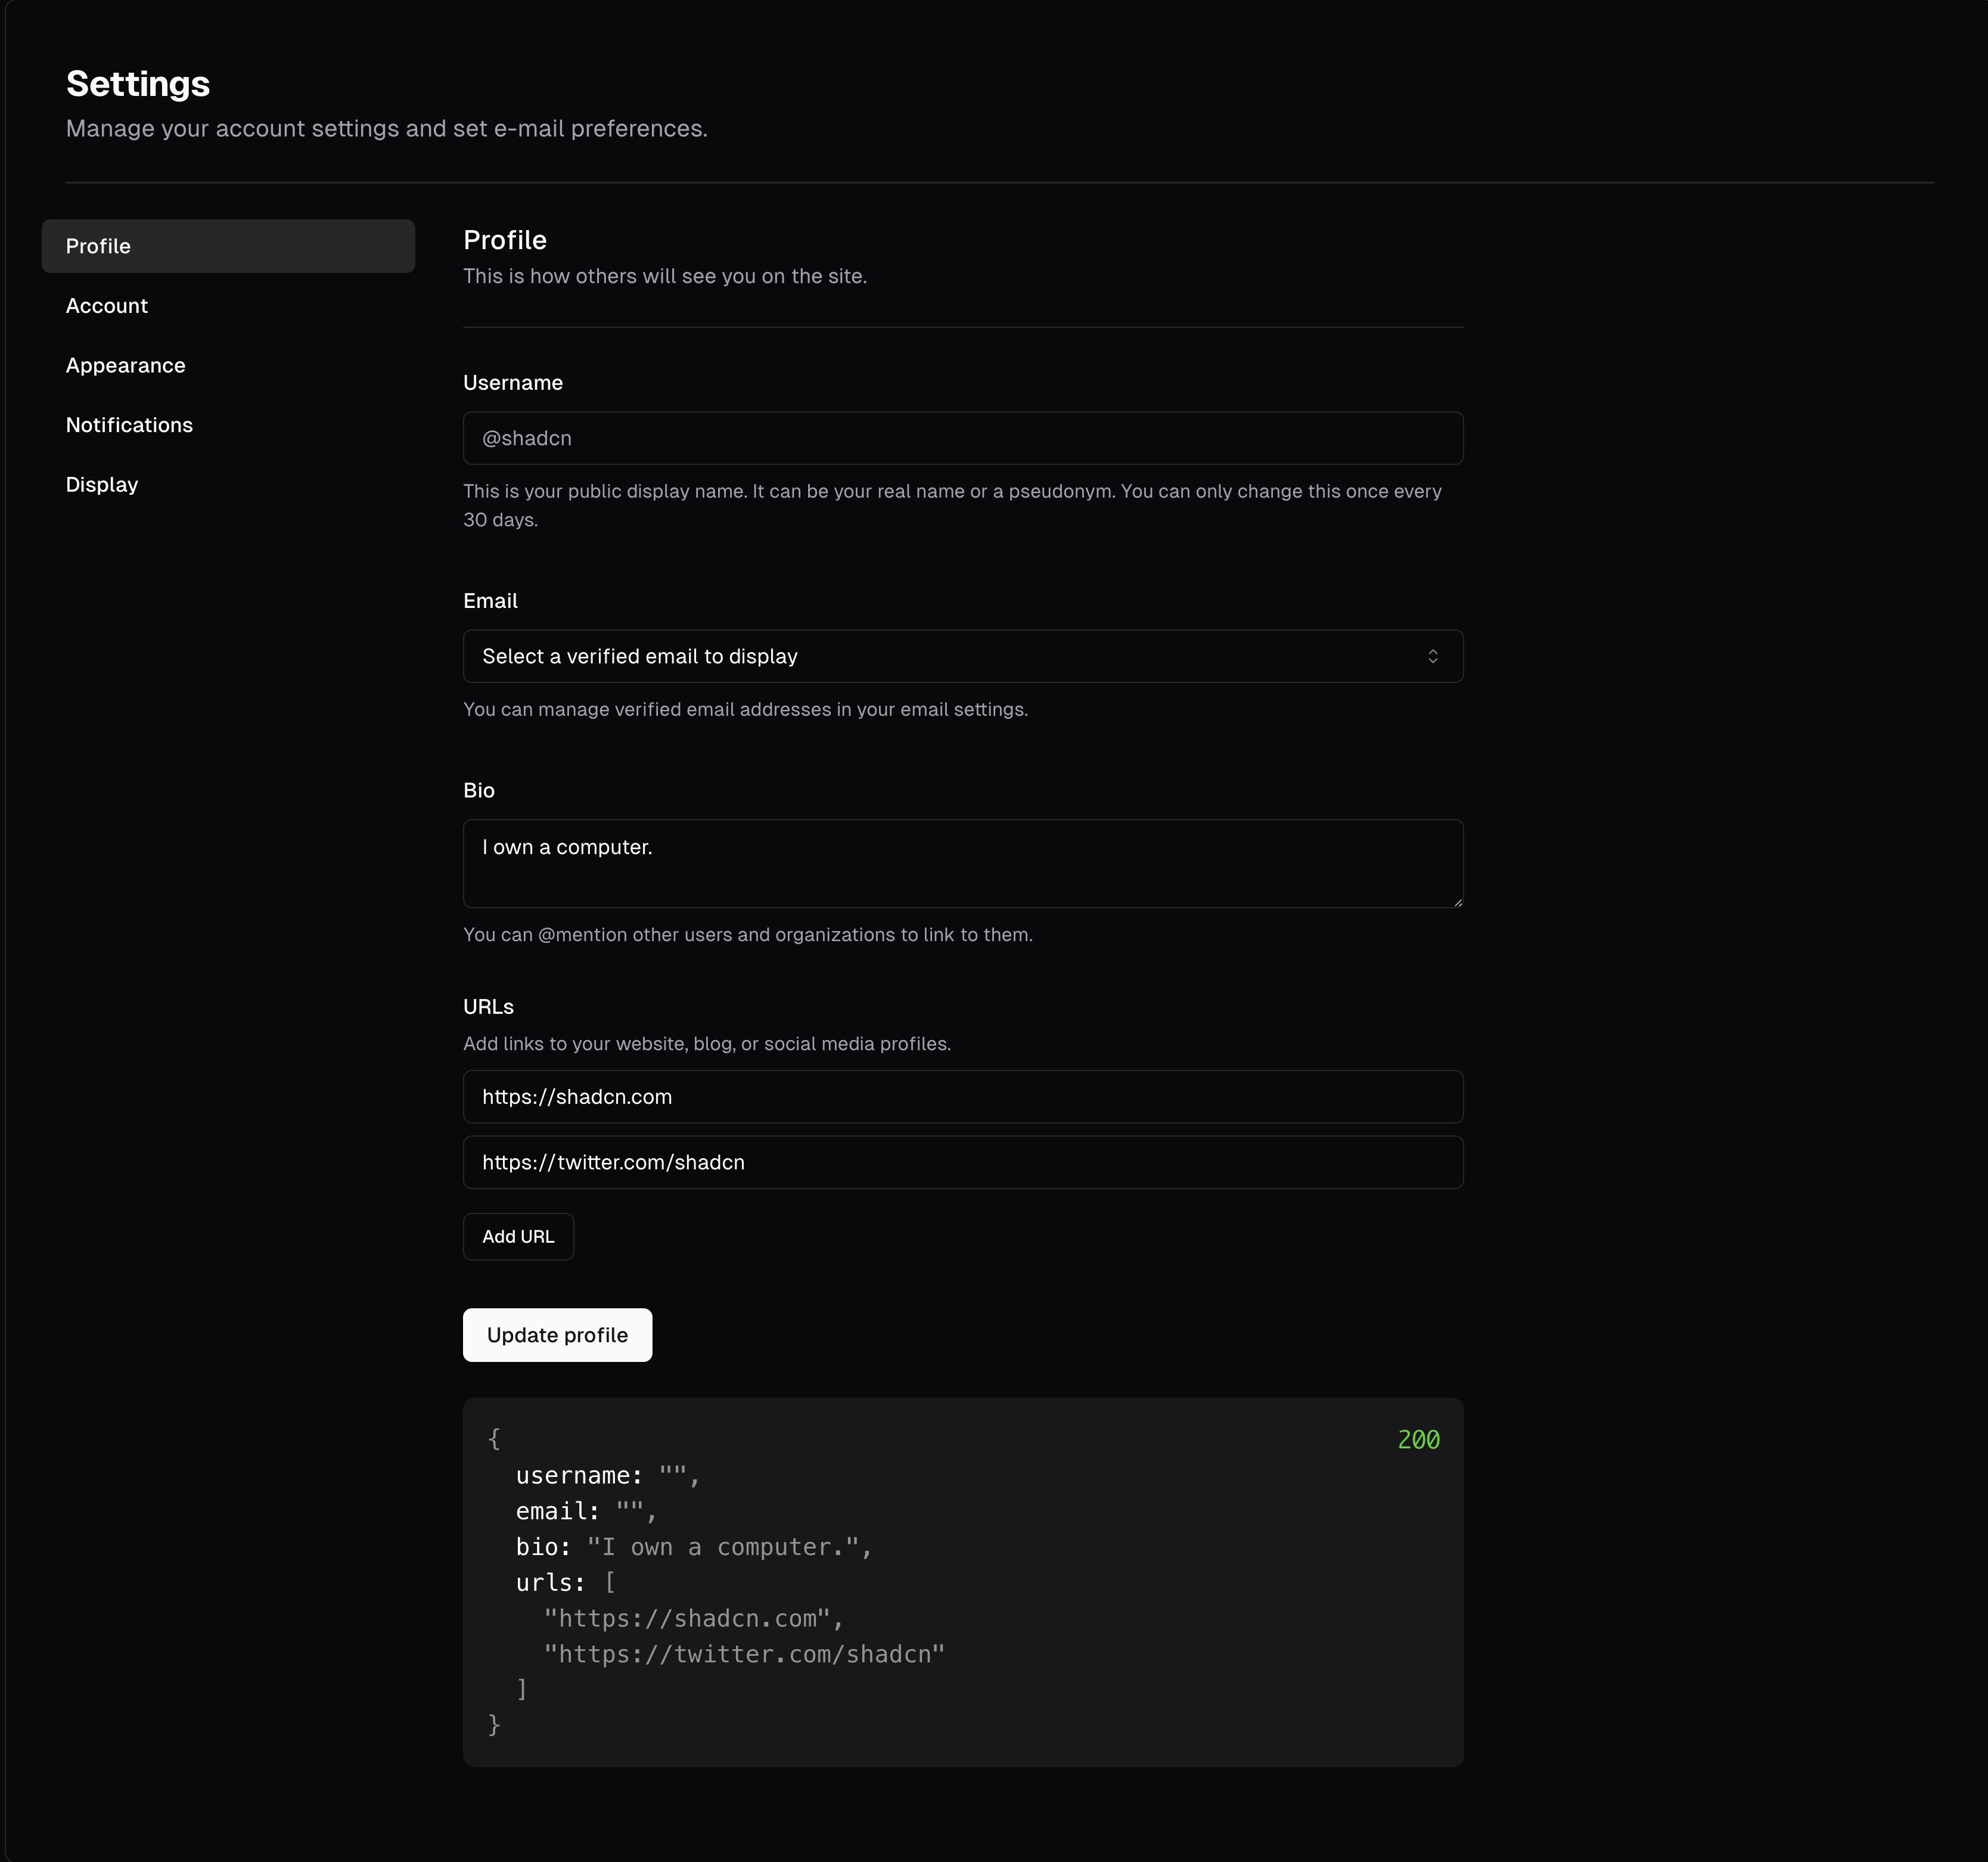 Settings
Manage your account settings and set e-mail preferences.
Profile
Account
Appearance
Notifications
Display
Profile
This is how others will see you on the site.
Username
@shadcn
This is your public display name. It can be your real name or a pseudonym. You can only change this once every
30 days.
Email
Select a verified email to display
You can manage verified email addresses in your email settings.
Bio
I own a computer.
You can @mention other users and organizations to link to them.
URLs
Add links to your website, blog, or social media profiles.
https://shadcn.com
https://twitter.com/shadcn
Add URL
Update profile
{ 200
username: "",
email: "",
bio: "I own a computer.",
urls: [
"https://shadcn.com",
"https://twitter.com/shadcn"
]
}